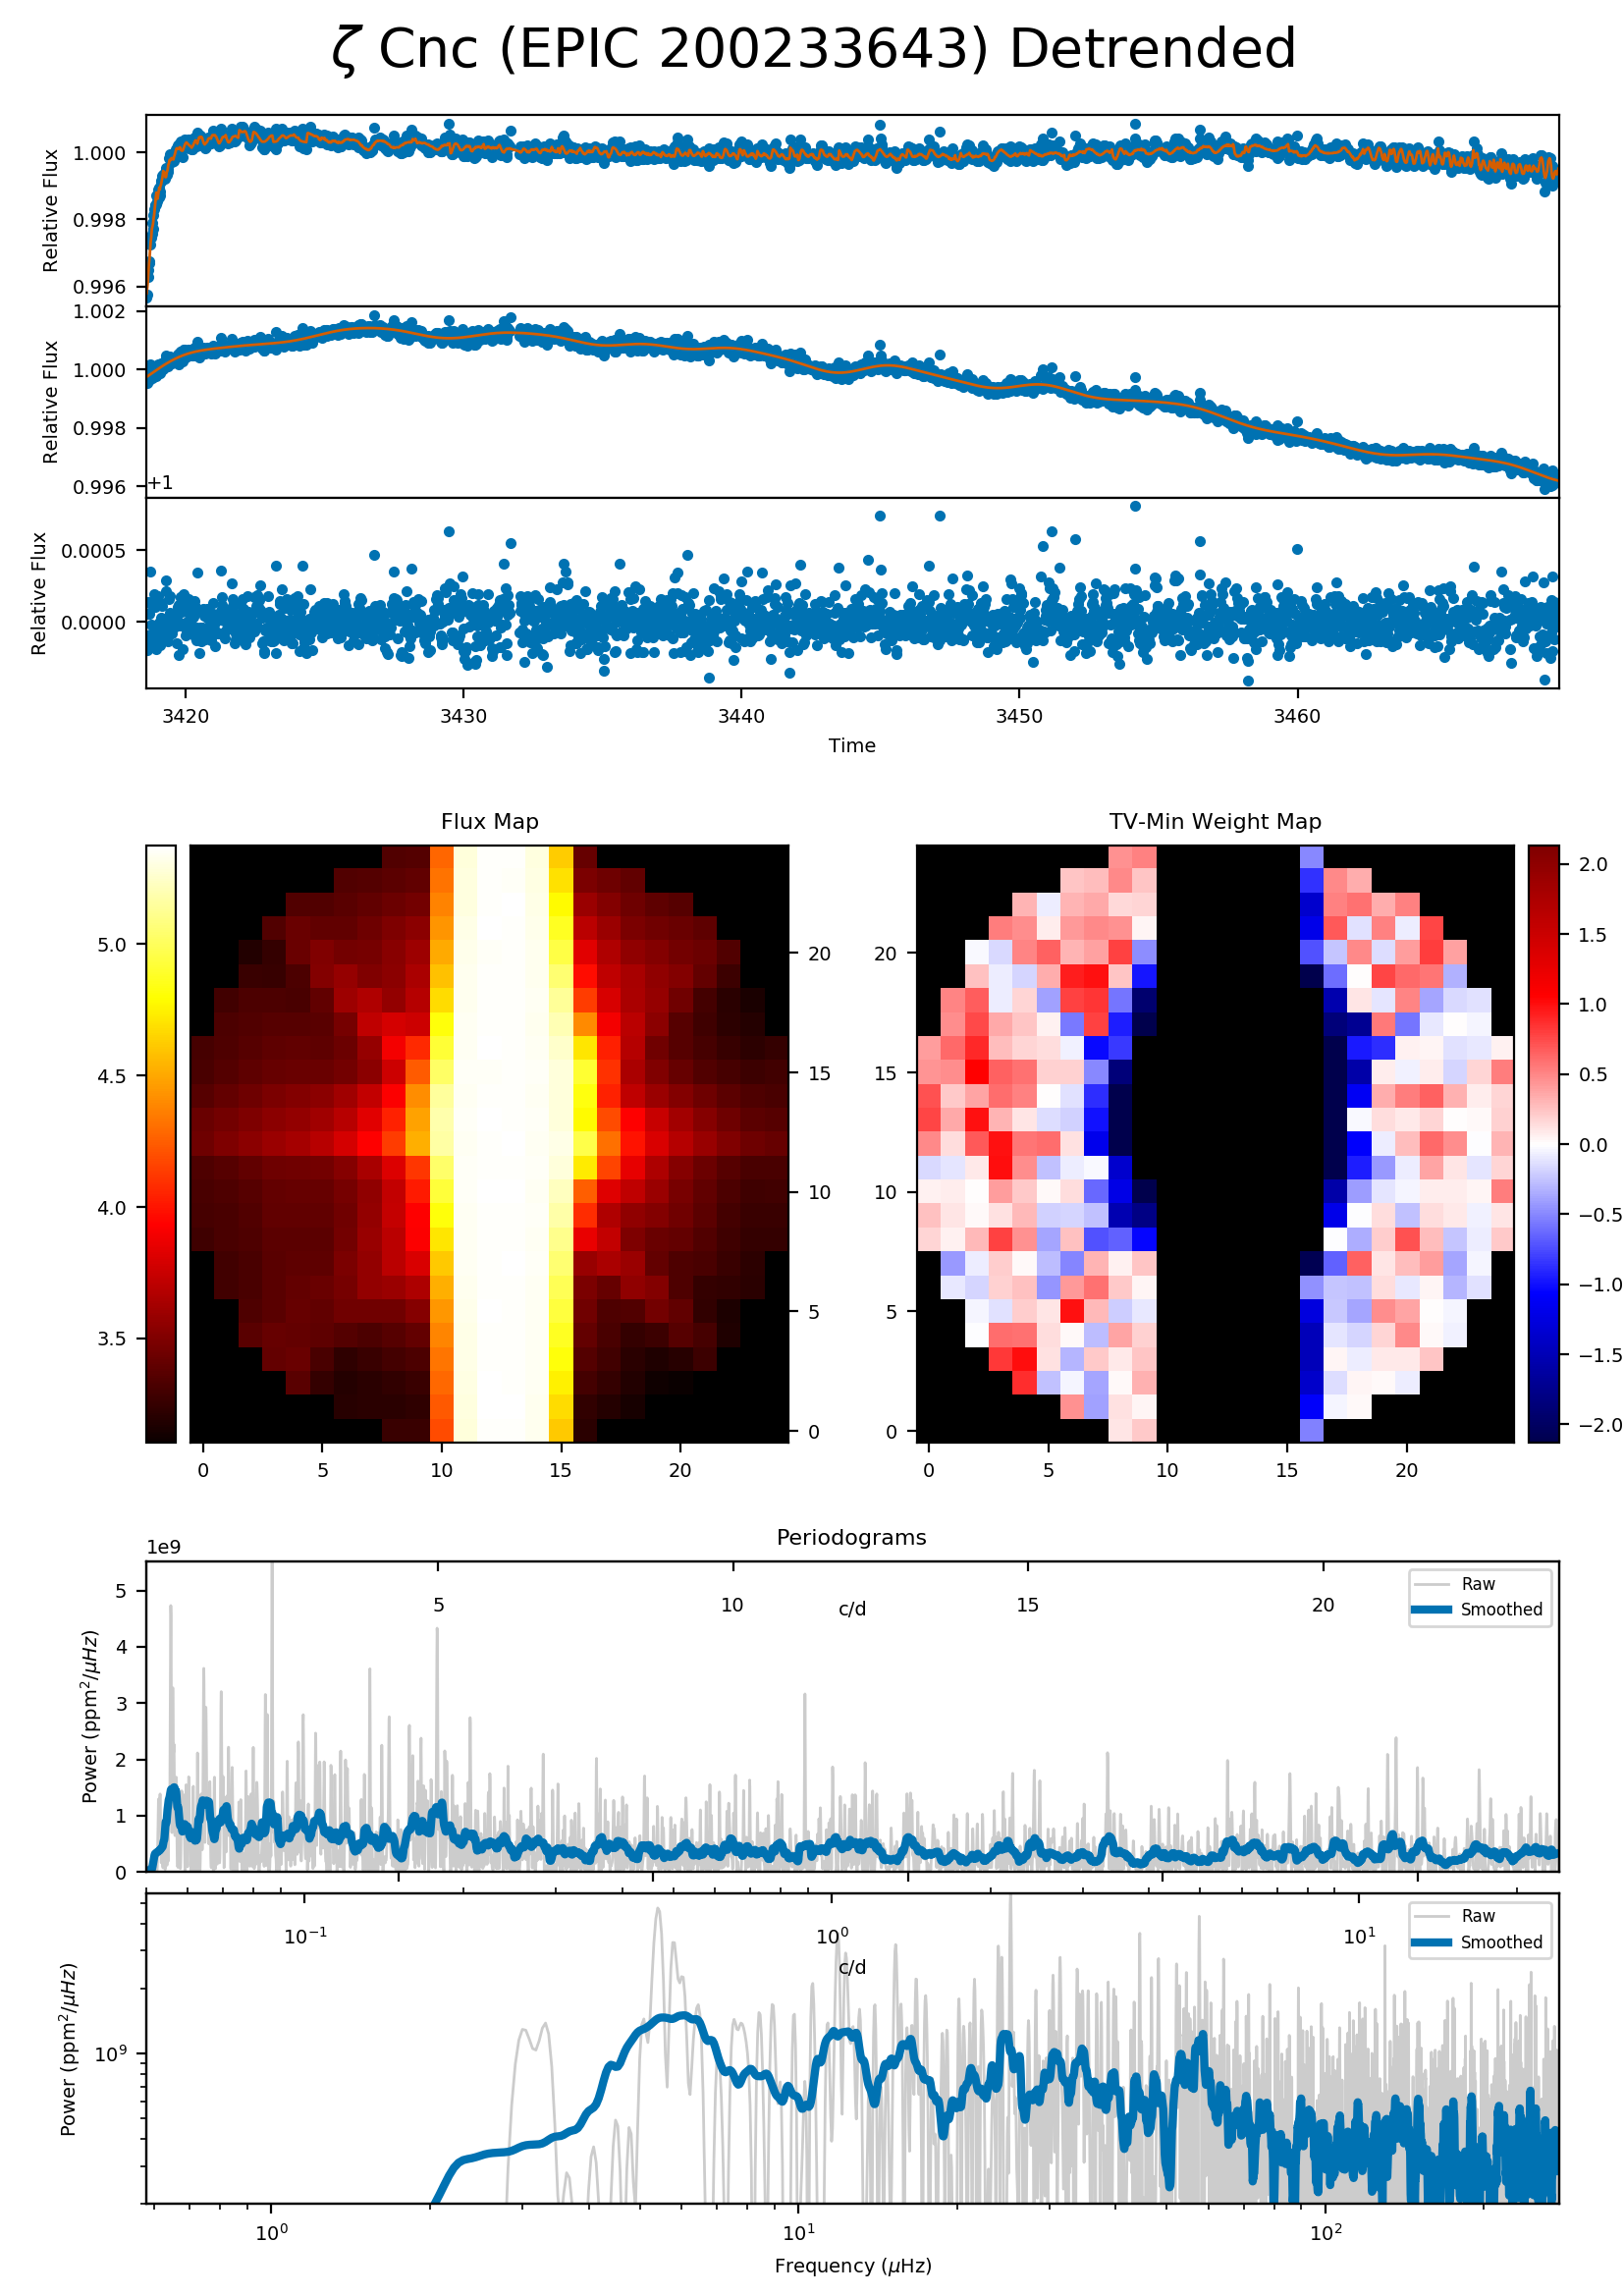 ζ Cnc (EPIC 200233643) Detrended
Relative Flux
1.000
0.998
0.996
Relative Flux
1.002
1.000
0.998
0.996
+1
Relative Flux
0.0005
0.0000
3420 3430 3440 3450 3460
Time
Flux Map
TV-Min Weight Map
5.0
4.5
4.0
3.5
20
15
10
5
0
0 5 10 15 20
20
15
10
5
0
0 5 10 15 20
2.0
1.5
1.0
0.5
0.0
−0.5
−1.0
−1.5
−2.0
Periodograms
1e9
Power (ppm²/μHz)
5
4
3
2
1
0
5 10 15 20
c/d
Raw
Smoothed
Power (ppm²/μHz)
10⁹
10⁻¹ 10⁰ 10¹
c/d
Raw
Smoothed
10⁰ 10¹ 10²
Frequency (μHz)